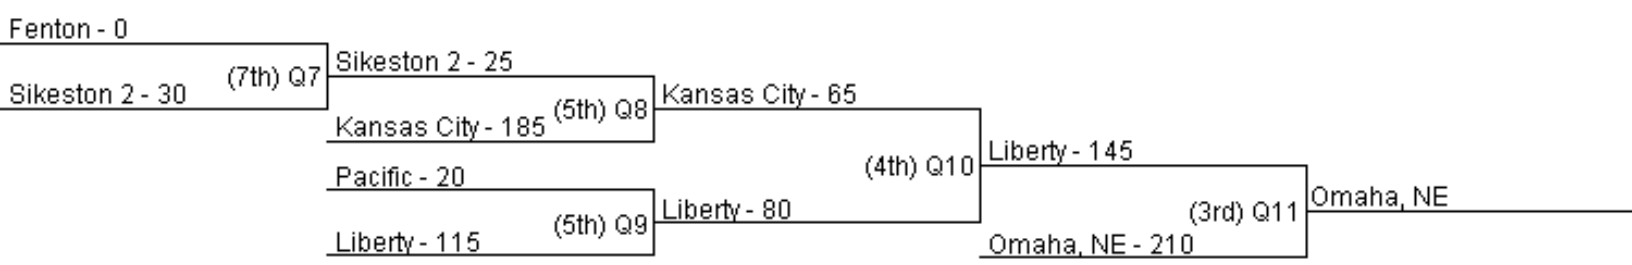 Fenton - 0
Sikeston 2 - 30
(7th) Q7
Sikeston 2 - 25
Kansas City - 185
(5th) Q8
Pacific - 20
Liberty - 115
(5th) Q9
Kansas City - 65
Liberty - 80
(4th) Q10
Liberty - 145
Omaha, NE - 210
(3rd) Q11
Omaha, NE